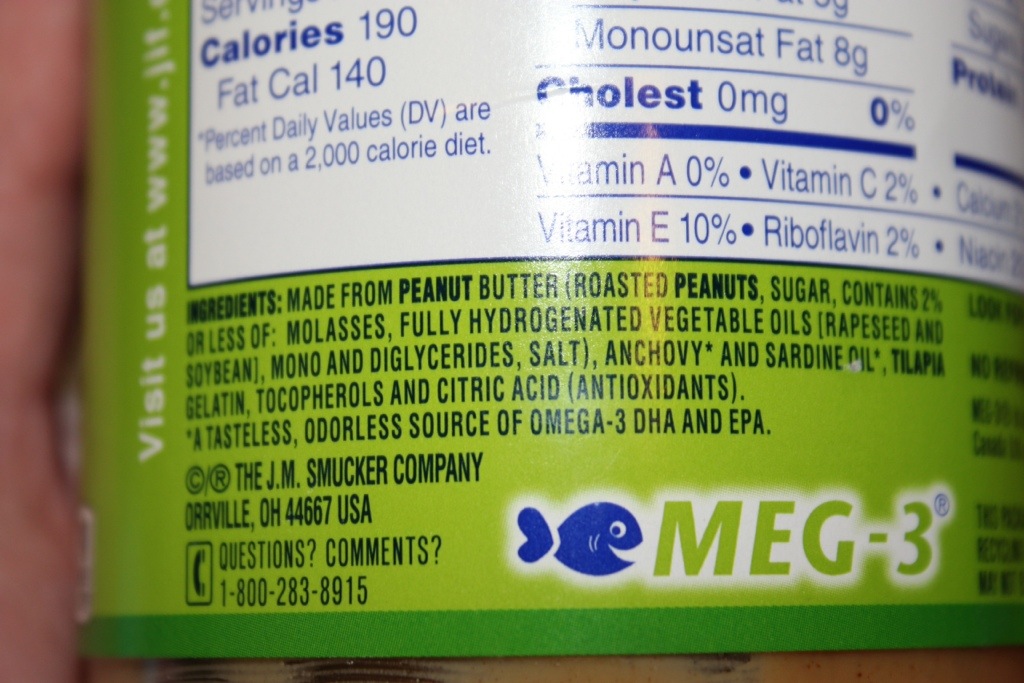 Visit us at www.jif.
Servings
Calories 190
Fat Cal 140
*Percent Daily Values (DV) are
based on a 2,000 calorie diet.
Monounsat Fat 8g
Cholest 0mg 0%
Vitamin A 0% • Vitamin C 2% • Calcium
Vitamin E 10% • Riboflavin 2% • Niacin
Protein
INGREDIENTS: MADE FROM PEANUT BUTTER (ROASTED PEANUTS, SUGAR, CONTAINS 2%
OR LESS OF: MOLASSES, FULLY HYDROGENATED VEGETABLE OILS [RAPESEED AND
SOYBEAN], MONO AND DIGLYCERIDES, SALT), ANCHOVY* AND SARDINE OIL*, TILAPIA
GELATIN, TOCOPHEROLS AND CITRIC ACID (ANTIOXIDANTS).
*A TASTELESS, ODORLESS SOURCE OF OMEGA-3 DHA AND EPA.
©/® THE J.M. SMUCKER COMPANY
ORRVILLE, OH 44667 USA
QUESTIONS? COMMENTS?
1-800-283-8915
MEG-3®
LOOK